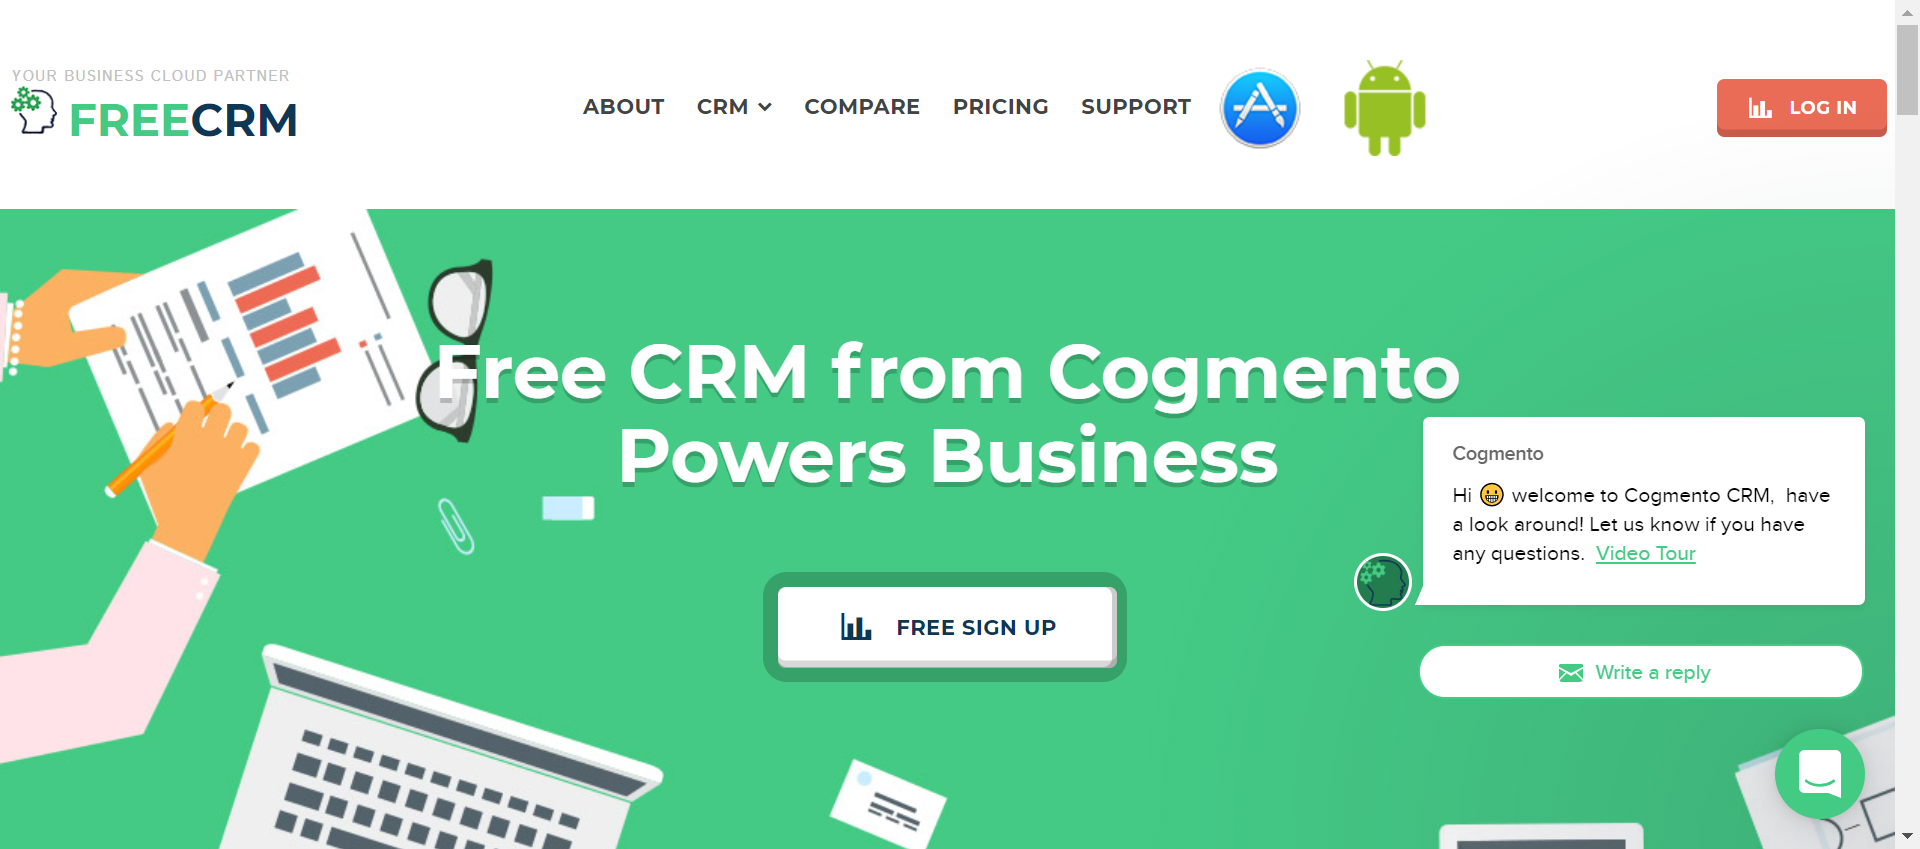 YOUR BUSINESS CLOUD PARTNER
FREECRM
ABOUT
CRM
COMPARE
PRICING
SUPPORT
LOG IN
Free CRM from Cogmento
Powers Business
FREE SIGN UP
Cogmento
Hi 😀 welcome to Cogmento CRM, have
a look around! Let us know if you have
any questions. Video Tour
Write a reply